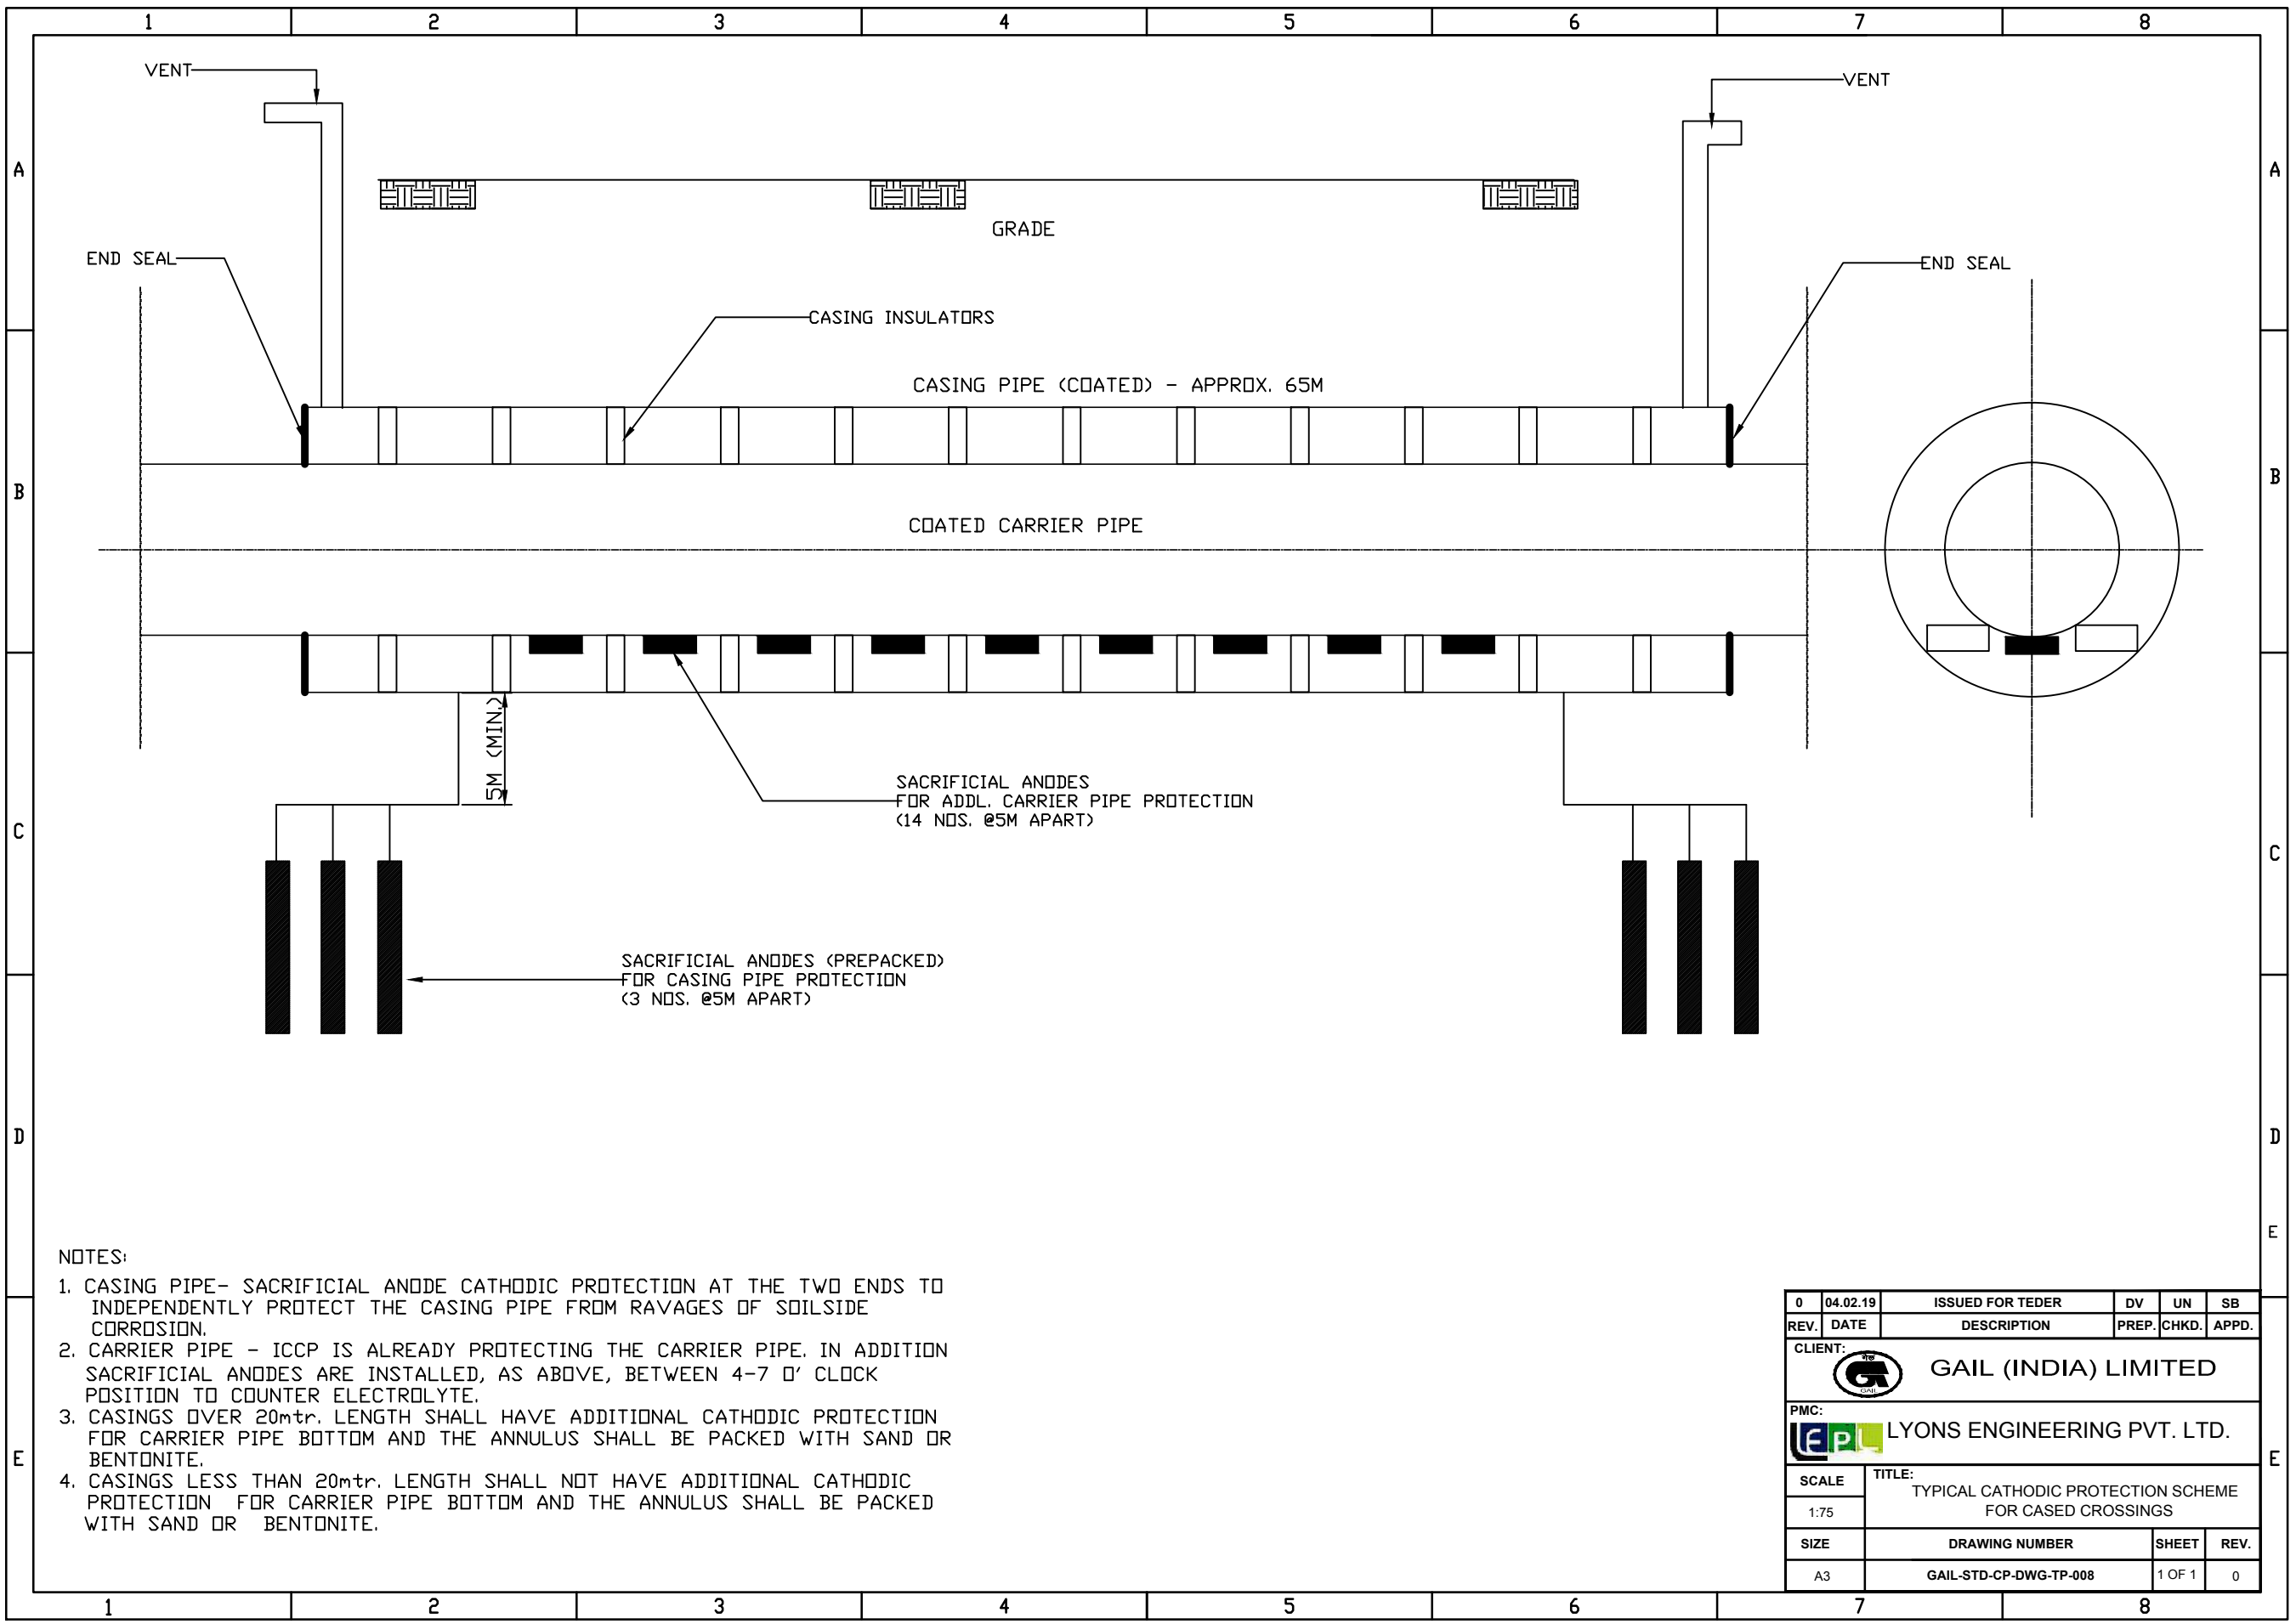 1 2 3 4 5 6 7 8
VENT
VENT
A
A
GRADE
END SEAL
END SEAL
CASING INSULATORS
CASING PIPE (COATED) - APPROX. 65M
B
B
COATED CARRIER PIPE
5M (MIN.)
SACRIFICIAL ANODES
FOR ADDL. CARRIER PIPE PROTECTION
(14 NOS. @5M APART)
C
C
SACRIFICIAL ANODES (PREPACKED)
FOR CASING PIPE PROTECTION
(3 NOS. @5M APART)
D
D
E
NOTES:
1. CASING PIPE- SACRIFICIAL ANODE CATHODIC PROTECTION AT THE TWO ENDS TO
INDEPENDENTLY PROTECT THE CASING PIPE FROM RAVAGES OF SOILSIDE
CORROSION.
2. CARRIER PIPE - ICCP IS ALREADY PROTECTING THE CARRIER PIPE. IN ADDITION
SACRIFICIAL ANODES ARE INSTALLED, AS ABOVE, BETWEEN 4-7 O' CLOCK
POSITION TO COUNTER ELECTROLYTE.
3. CASINGS OVER 20mtr. LENGTH SHALL HAVE ADDITIONAL CATHODIC PROTECTION
FOR CARRIER PIPE BOTTOM AND THE ANNULUS SHALL BE PACKED WITH SAND OR
BENTONITE.
4. CASINGS LESS THAN 20mtr. LENGTH SHALL NOT HAVE ADDITIONAL CATHODIC
PROTECTION FOR CARRIER PIPE BOTTOM AND THE ANNULUS SHALL BE PACKED
WITH SAND OR BENTONITE.
E
E
0 04.02.19 ISSUED FOR TEDER DV UN SB
REV. DATE DESCRIPTION PREP. CHKD. APPD.
CLIENT:
गेल
GAIL
GAIL (INDIA) LIMITED
PMC:
LEPL
LYONS ENGINEERING PVT. LTD.
SCALE
1:75
TITLE:
TYPICAL CATHODIC PROTECTION SCHEME
FOR CASED CROSSINGS
SIZE DRAWING NUMBER SHEET REV.
A3 GAIL-STD-CP-DWG-TP-008 1 OF 1 0
1 2 3 4 5 6 7 8